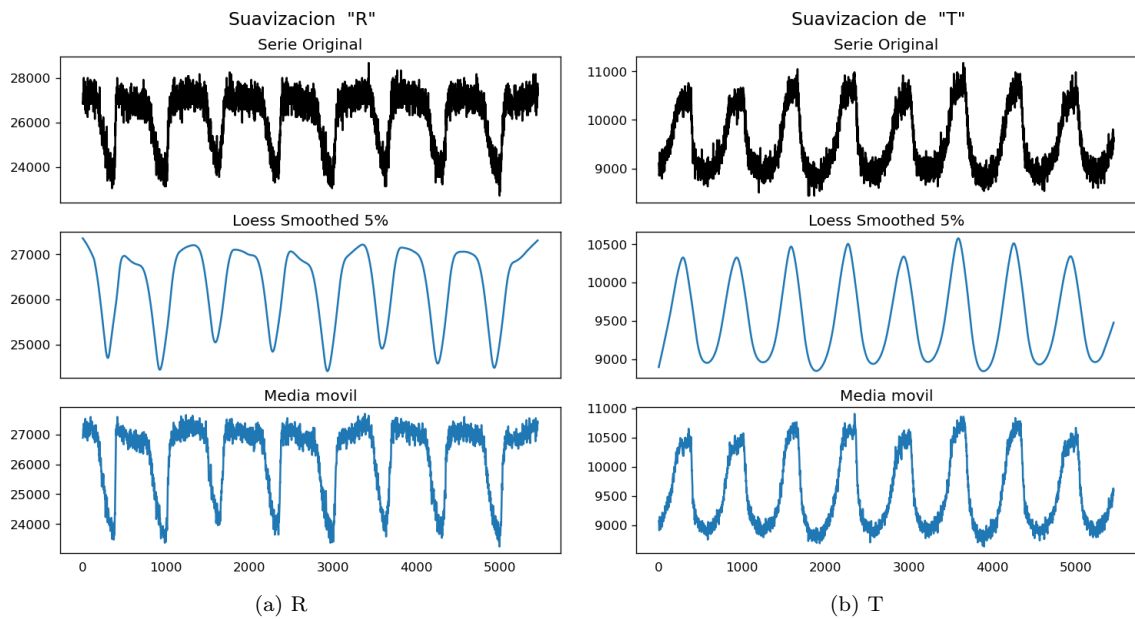 Suavizacion "R"
Serie Original
28000
26000
24000
Loess Smoothed 5%
27000
26000
25000
Media movil
27000
26000
25000
24000
0 1000 2000 3000 4000 5000
(a) R
Suavizacion de "T"
Serie Original
11000
10000
9000
Loess Smoothed 5%
10500
10000
9500
9000
Media movil
11000
10500
10000
9500
9000
0 1000 2000 3000 4000 5000
(b) T